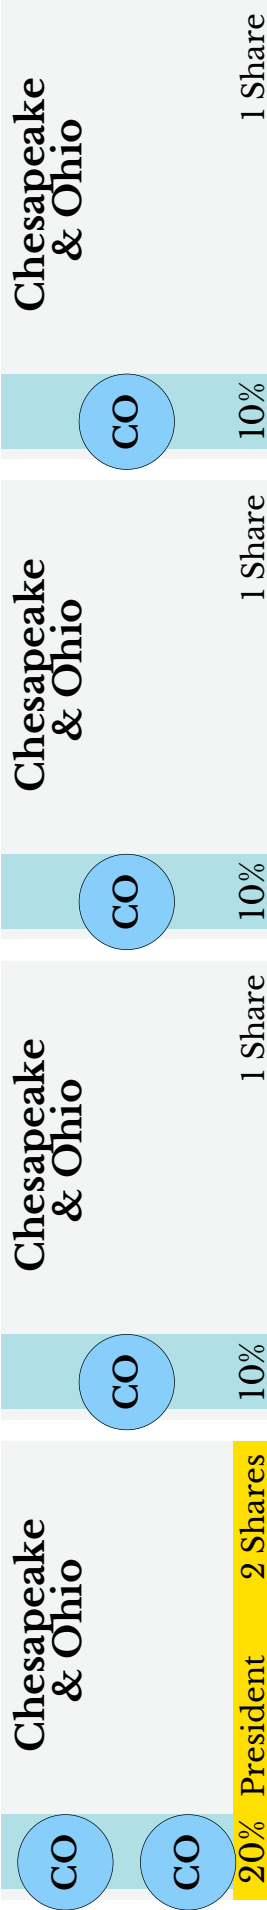 Chesapeake
& Ohio
CO
10%
1 Share
Chesapeake
& Ohio
CO
10%
1 Share
Chesapeake
& Ohio
CO
10%
1 Share
Chesapeake
& Ohio
CO
CO
20% President 2 Shares